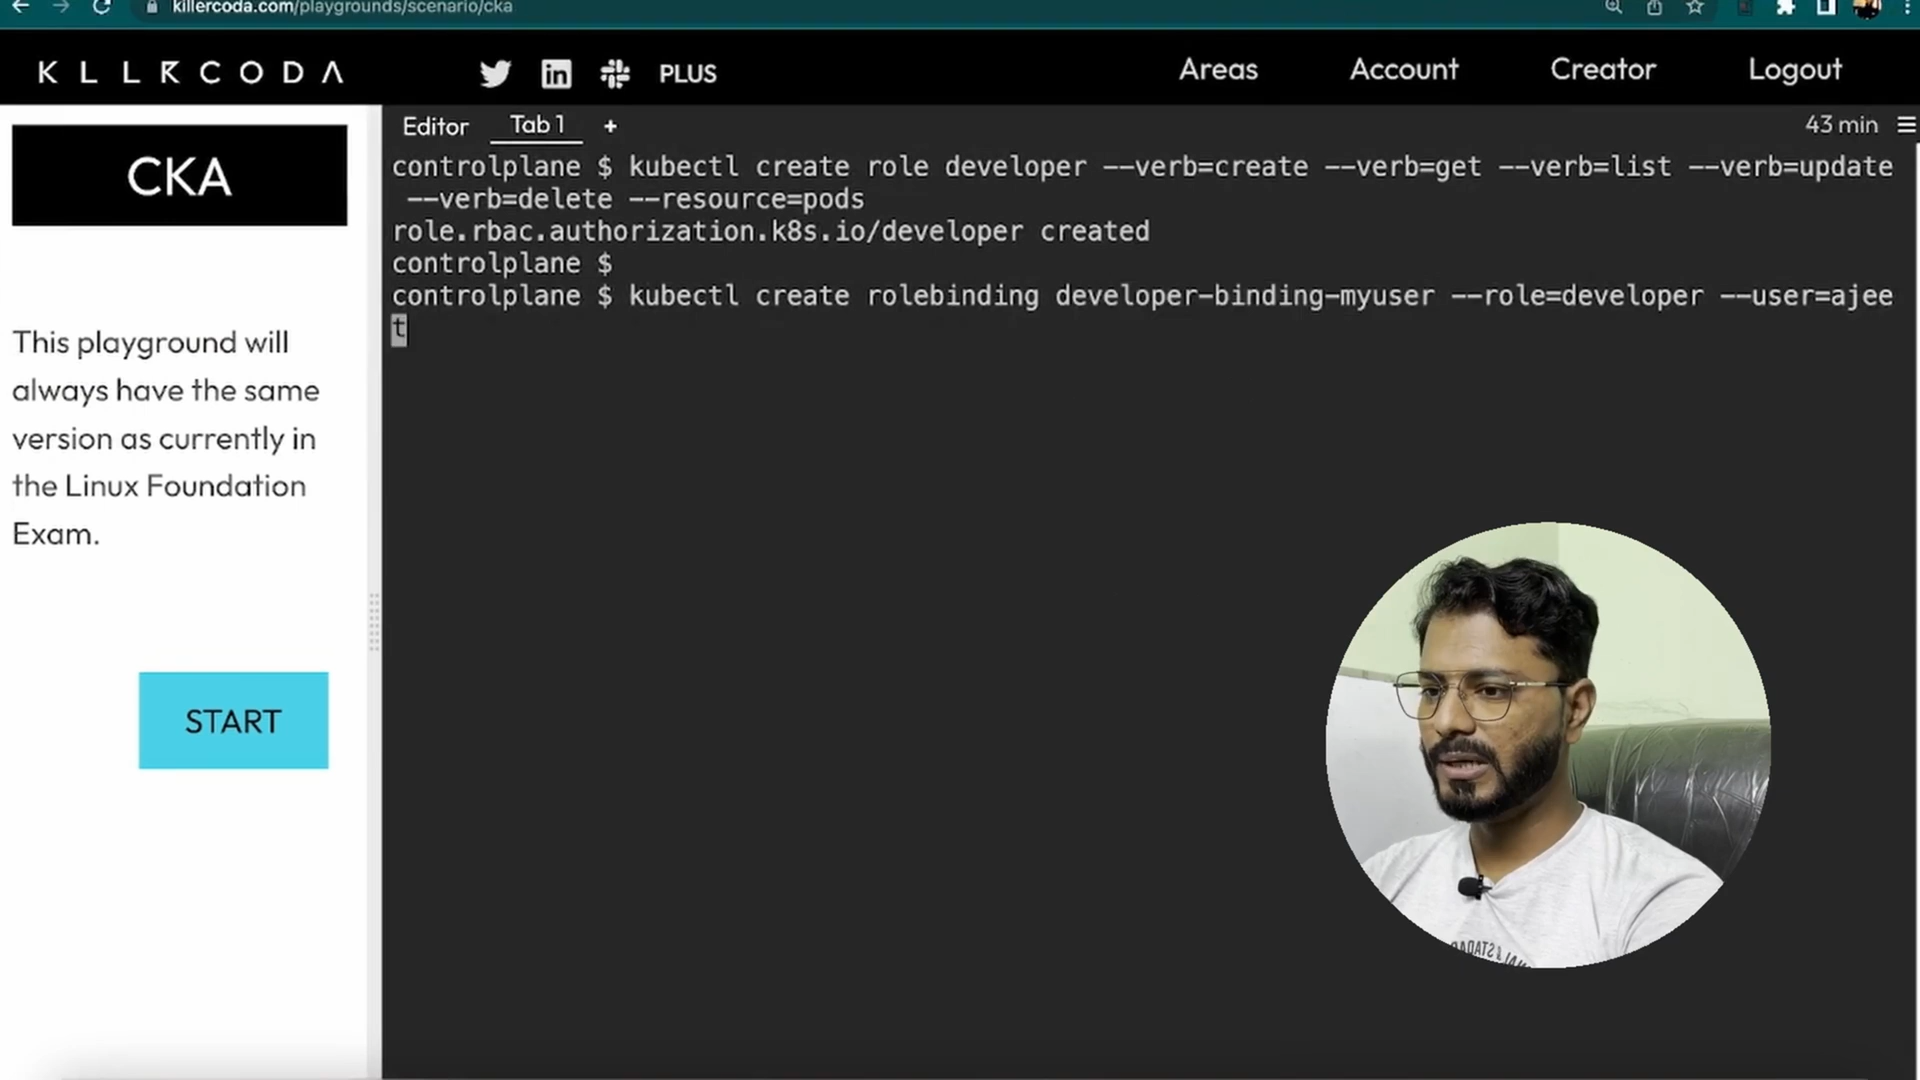 killercoda.com/playgrounds/scenario/cka
KLLRCODA
PLUS
Areas
Account
Creator
Logout
CKA
This playground will
always have the same
version as currently in
the Linux Foundation
Exam.
START
Editor
Tab 1
+
43 min
controlplane $ kubectl create role developer --verb=create --verb=get --verb=list --verb=update
--verb=delete --resource=pods
role.rbac.authorization.k8s.io/developer created
controlplane $
controlplane $ kubectl create rolebinding developer-binding-myuser --role=developer --user=ajee
t